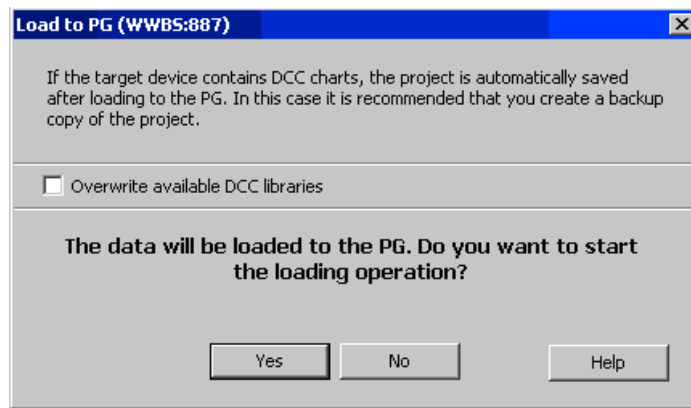 Load to PG (WWBS:887)
If the target device contains DCC charts, the project is automatically saved
after loading to the PG. In this case it is recommended that you create a backup
copy of the project.
Overwrite available DCC libraries
The data will be loaded to the PG. Do you want to start
the loading operation?
Yes No Help